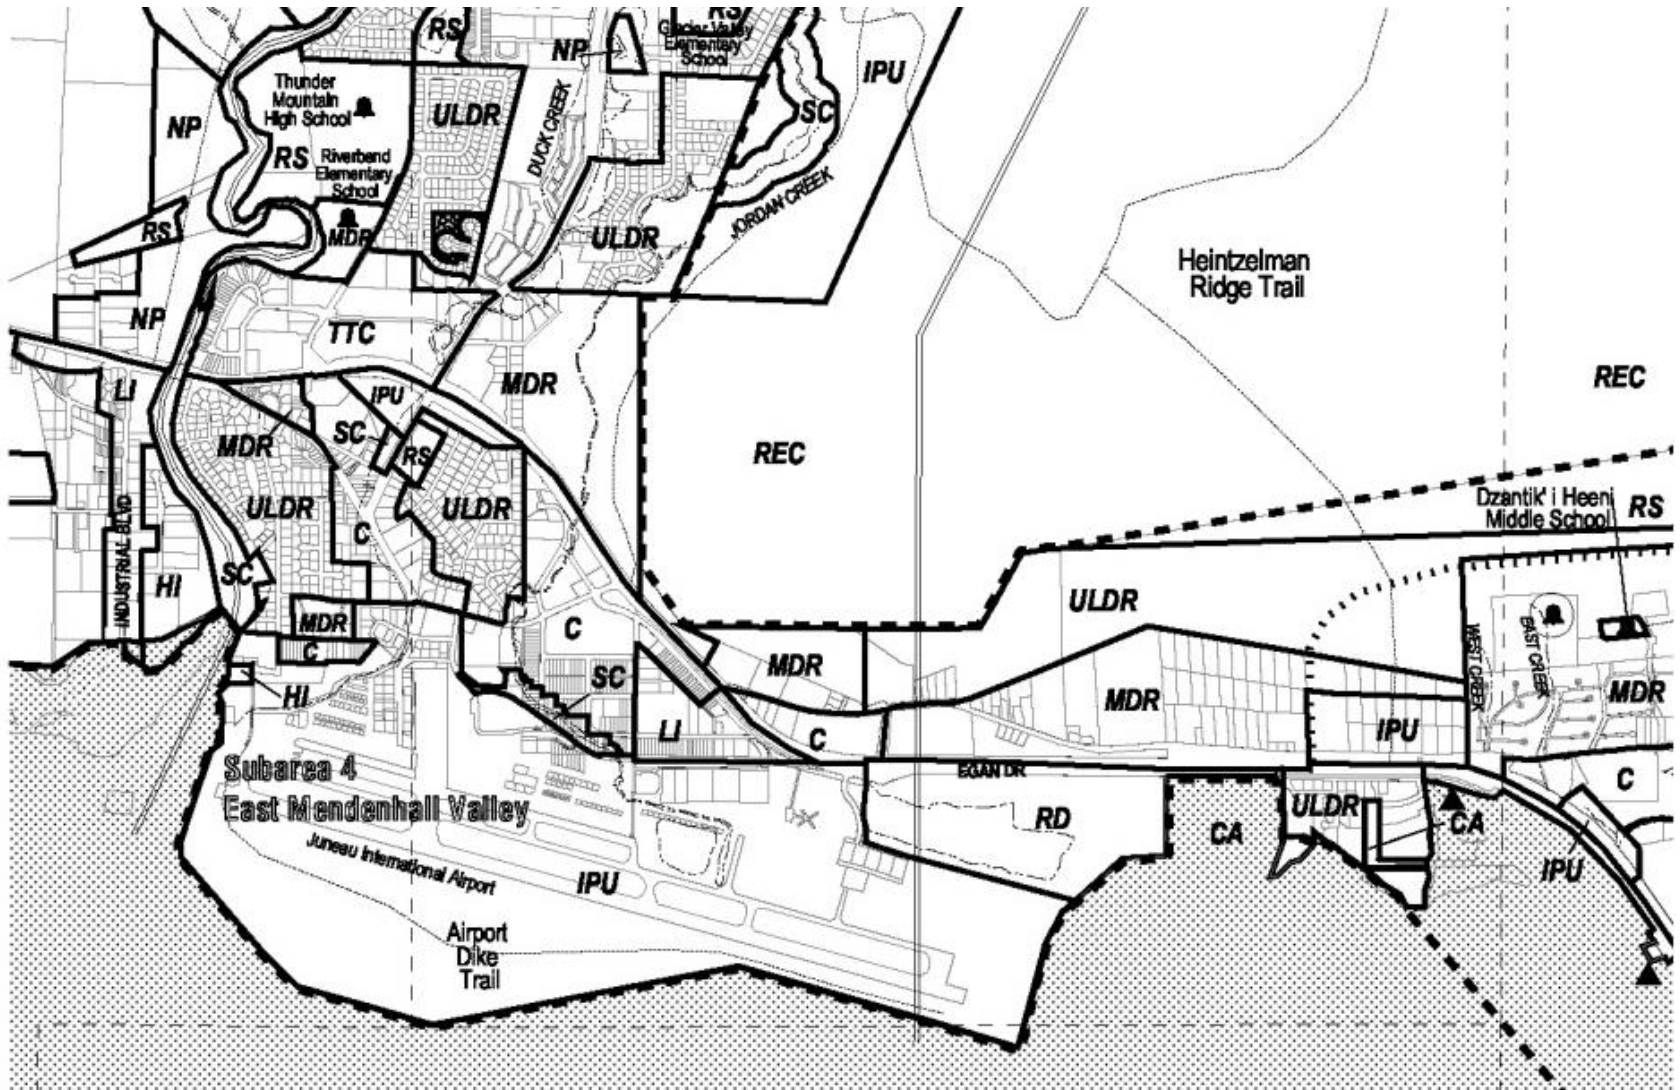 RS
RS
NP
Glacier Valley
Elementary
School
IPU
Thunder
Mountain
High School
ULDR
SC
NP
DUCK CREEK
RS
Riverbend
Elementary
School
JORDAN CREEK
RS
MDR
ULDR
Heintzelman
Ridge Trail
NP
TTC
LI
IPU
MDR
REC
SC
MDR
RS
REC
ULDR
ULDR
Dzantik' i Heeni
Middle School
RS
INDUSTRIAL BLVD
C
HI
SC
ULDR
MDR
C
WEST CREEK
EAST CREEK
C
MDR
SC
HI
MDR
MDR
LI
C
IPU
Subarea 4
East Mendenhall Valley
EGAN DR
C
RD
ULDR
CA
CA
Juneau International Airport
IPU
IPU
Airport
Dike
Trail